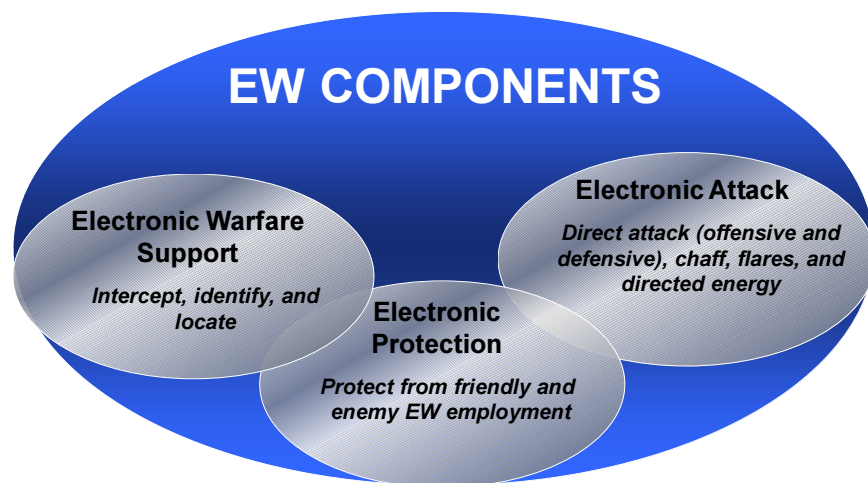 EW COMPONENTS
Electronic Warfare
Support
Intercept, identify, and
locate
Electronic
Protection
Protect from friendly and
enemy EW employment
Electronic Attack
Direct attack (offensive and
defensive), chaff, flares, and
directed energy